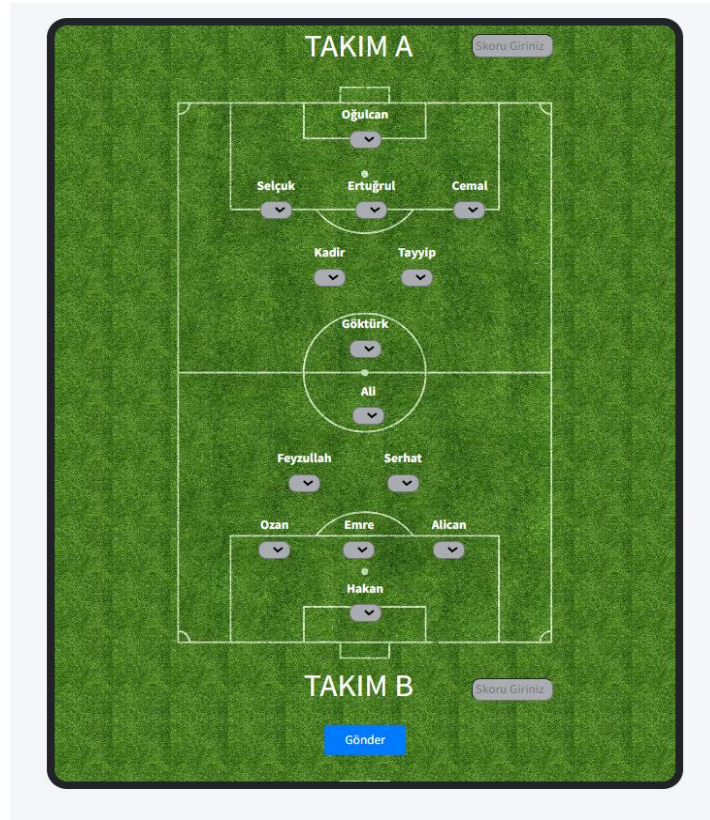 TAKIM A
Skoru Giriniz
Oğulcan
Selçuk Ertuğrul Cemal
Kadir Tayyip
Göktürk
Ali
Feyzullah Serhat
Ozan Emre Alican
Hakan
TAKIM B
Skoru Giriniz
Gönder